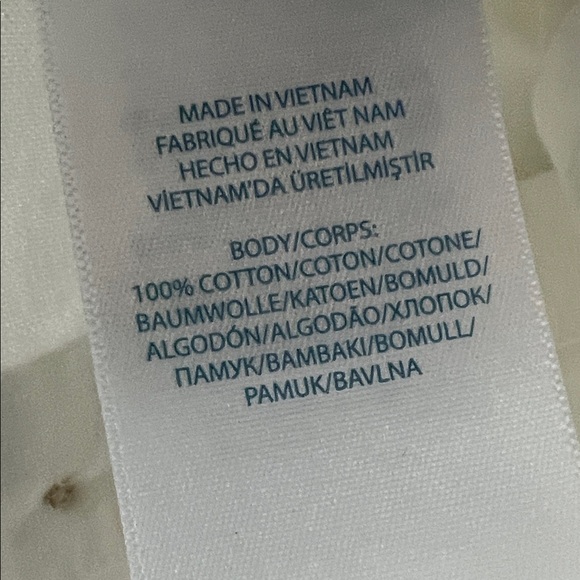 MADE IN VIETNAM
FABRIQUÉ AU VIÊT NAM
HECHO EN VIETNAM
VİETNAM'DA ÜRETİLMİŞTİR
BODY/CORPS:
100% COTTON/COTON/COTONE/
BAUMWOLLE/KATOEN/BOMULD/
ALGODÓN/ALGODÃO/ХЛОПОК/
ПАМУК/BAMBAKI/BOMULL/
PAMUK/BAVLNA